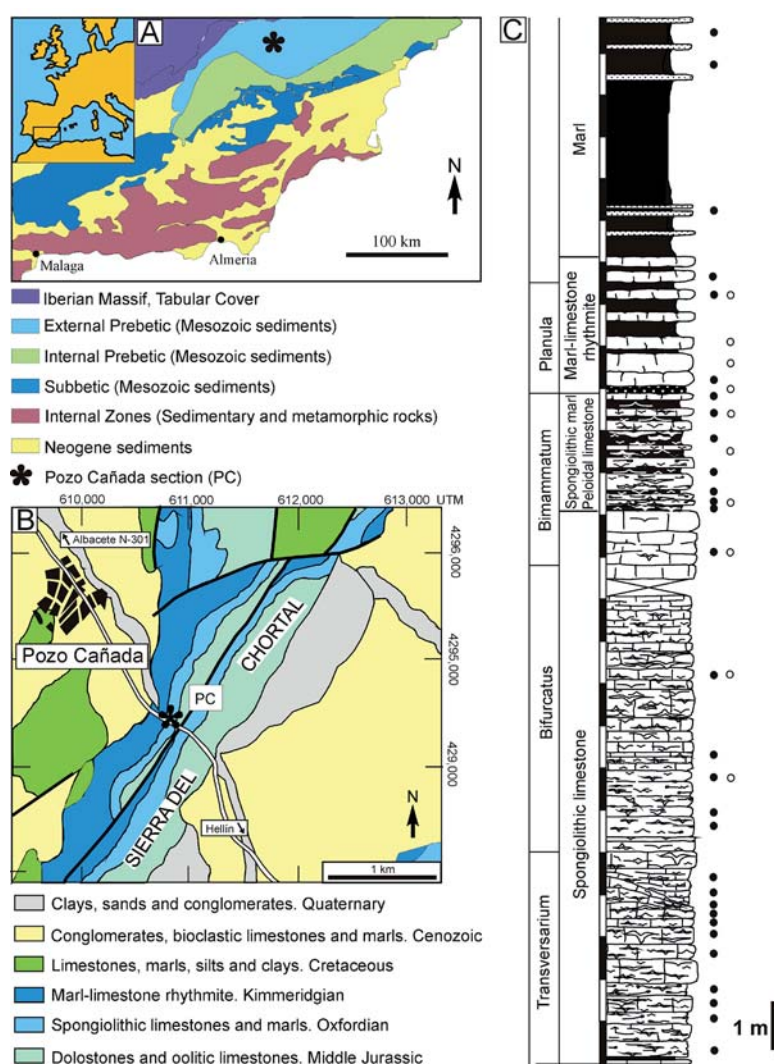 A
N
100 km
Malaga
Almeria
Iberian Massif, Tabular Cover
External Prebetic (Mesozoic sediments)
Internal Prebetic (Mesozoic sediments)
Subbetic (Mesozoic sediments)
Internal Zones (Sedimentary and metamorphic rocks)
Neogene sediments
Pozo Cañada section (PC)
610,000 611,000 612,000 613,000 UTM
B
Albacete N-301
4296,000
Pozo Cañada
CHORTAL
4295,000
PC
429,000
SIERRA DEL
N
Hellín
1 km
Clays, sands and conglomerates. Quaternary
Conglomerates, bioclastic limestones and marls. Cenozoic
Limestones, marls, silts and clays. Cretaceous
Marl-limestone rhythmite. Kimmeridgian
Spongiolithic limestones and marls. Oxfordian
Dolostones and oolitic limestones. Middle Jurassic
C
Marl
Planula
Marl-limestone
rhythmite
Bimammatum
Spongiolithic marl
Peloidal limestone
Bifurcatus
Spongiolithic limestone
Transversarium
1 m